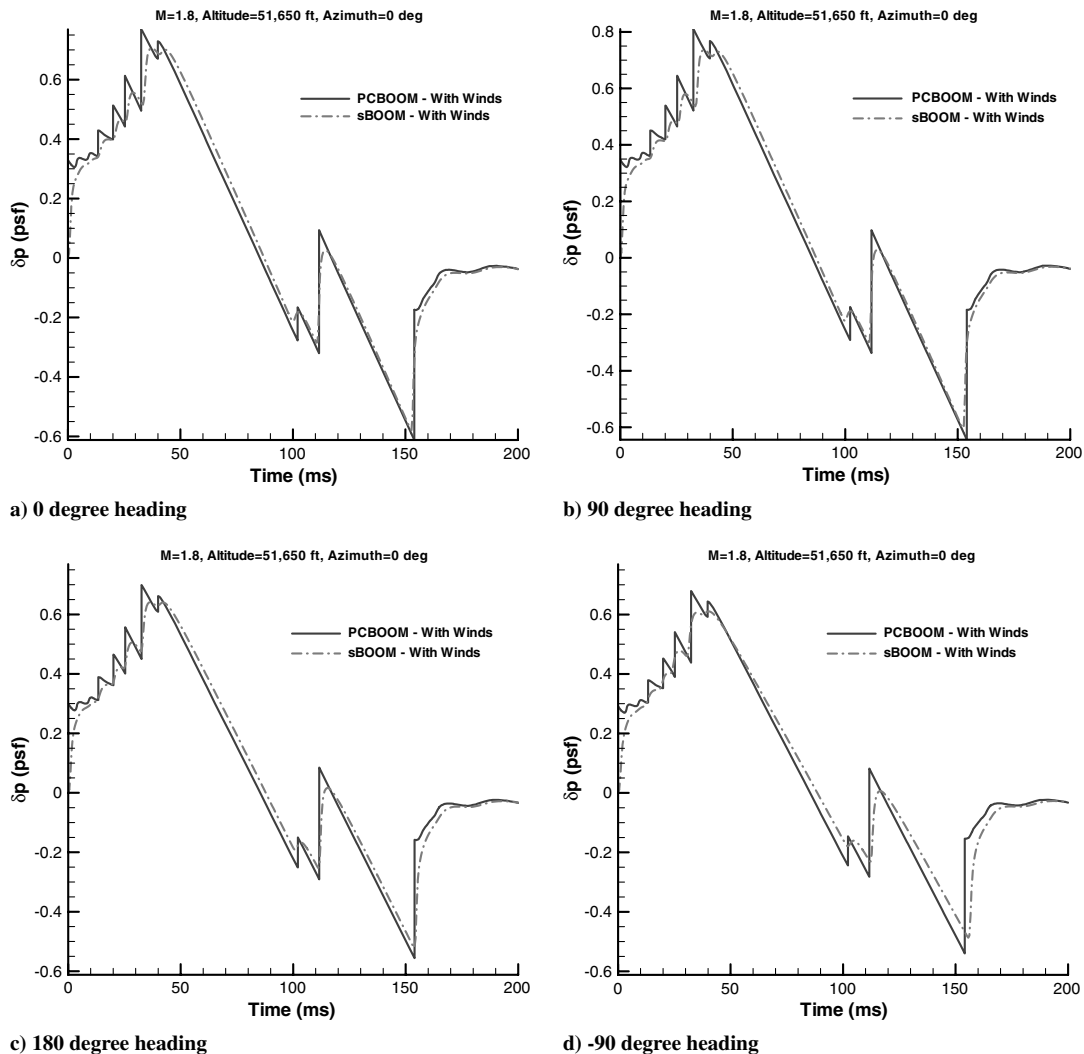 M=1.8, Altitude=51,650 ft, Azimuth=0 deg
0.6
0.4
0.2
0
-0.2
-0.4
-0.6
δp (psf)
PCBOOM - With Winds
sBOOM - With Winds
0
50
100
150
200
Time (ms)
a) 0 degree heading
M=1.8, Altitude=51,650 ft, Azimuth=0 deg
0.8
0.6
0.4
0.2
0
-0.2
-0.4
-0.6
δp (psf)
PCBOOM - With Winds
sBOOM - With Winds
0
50
100
150
200
Time (ms)
b) 90 degree heading
M=1.8, Altitude=51,650 ft, Azimuth=0 deg
0.6
0.4
0.2
0
-0.2
-0.4
-0.6
δp (psf)
PCBOOM - With Winds
sBOOM - With Winds
0
50
100
150
200
Time (ms)
c) 180 degree heading
M=1.8, Altitude=51,650 ft, Azimuth=0 deg
0.6
0.4
0.2
0
-0.2
-0.4
-0.6
δp (psf)
PCBOOM - With Winds
sBOOM - With Winds
0
50
100
150
200
Time (ms)
d) -90 degree heading